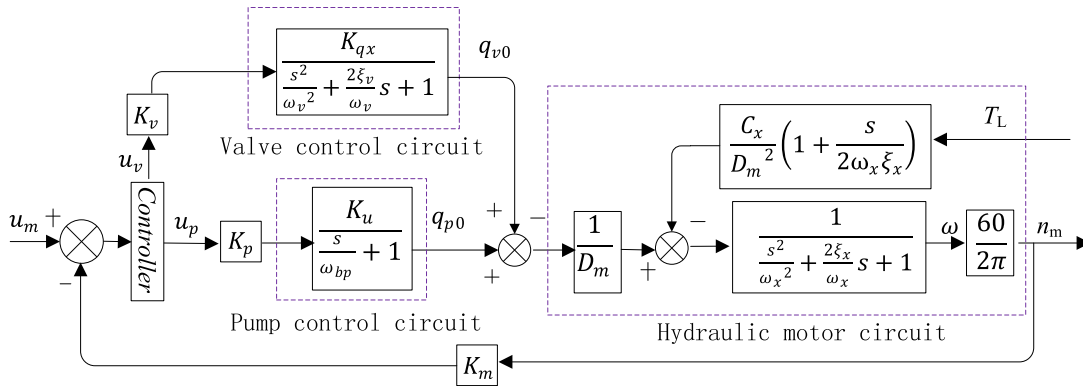 K_qx
s²/ω_v² + 2ξ_v/ω_v s + 1
q_v0
K_v
Valve control circuit
u_v
C_x/D_m² (1 + s/2ω_xξ_x)
T_L
u_m
+
−
Controller
u_p
K_p
K_u
s/ω_bp + 1
q_p0
+
−
+
1/D_m
−
+
1
s²/ω_x² + 2ξ_x/ω_x s + 1
ω
60/2π
n_m
Pump control circuit
Hydraulic motor circuit
K_m